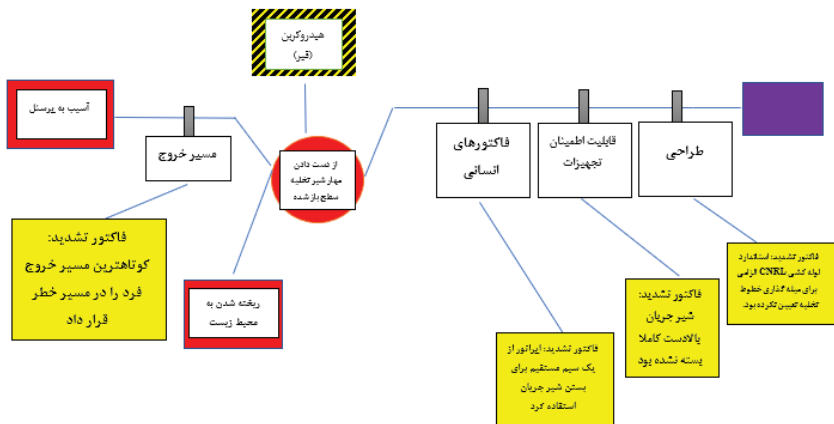 هیدروکربن
(قیر)
آسیب به پرسنل
مسیر خروج
از دست دادن
مهار شیر تخلیه
سطح باز شده
فاکتورهای
انسانی
قابلیت اطمینان
تجهیزات
طراحی
فاکتور تشدید:
کوتاهترین مسیر خروج
فرد را در مسیر خطر
قرار داد
ریخته شدن به
محیط زیست
فاکتور تشدید: اپراتور از
یک سیم مستقیم برای
بستن شیر جریان
استفاده کرد
فاکتور تشدید:
شیر جریان
بالادست کاملا
بسته نشده بود
فاکتور تشدید: استاندارد
لوله کشی CNRL الزامی
برای میله گذاری خطوط
تخلیه تعیین نکرده بود.